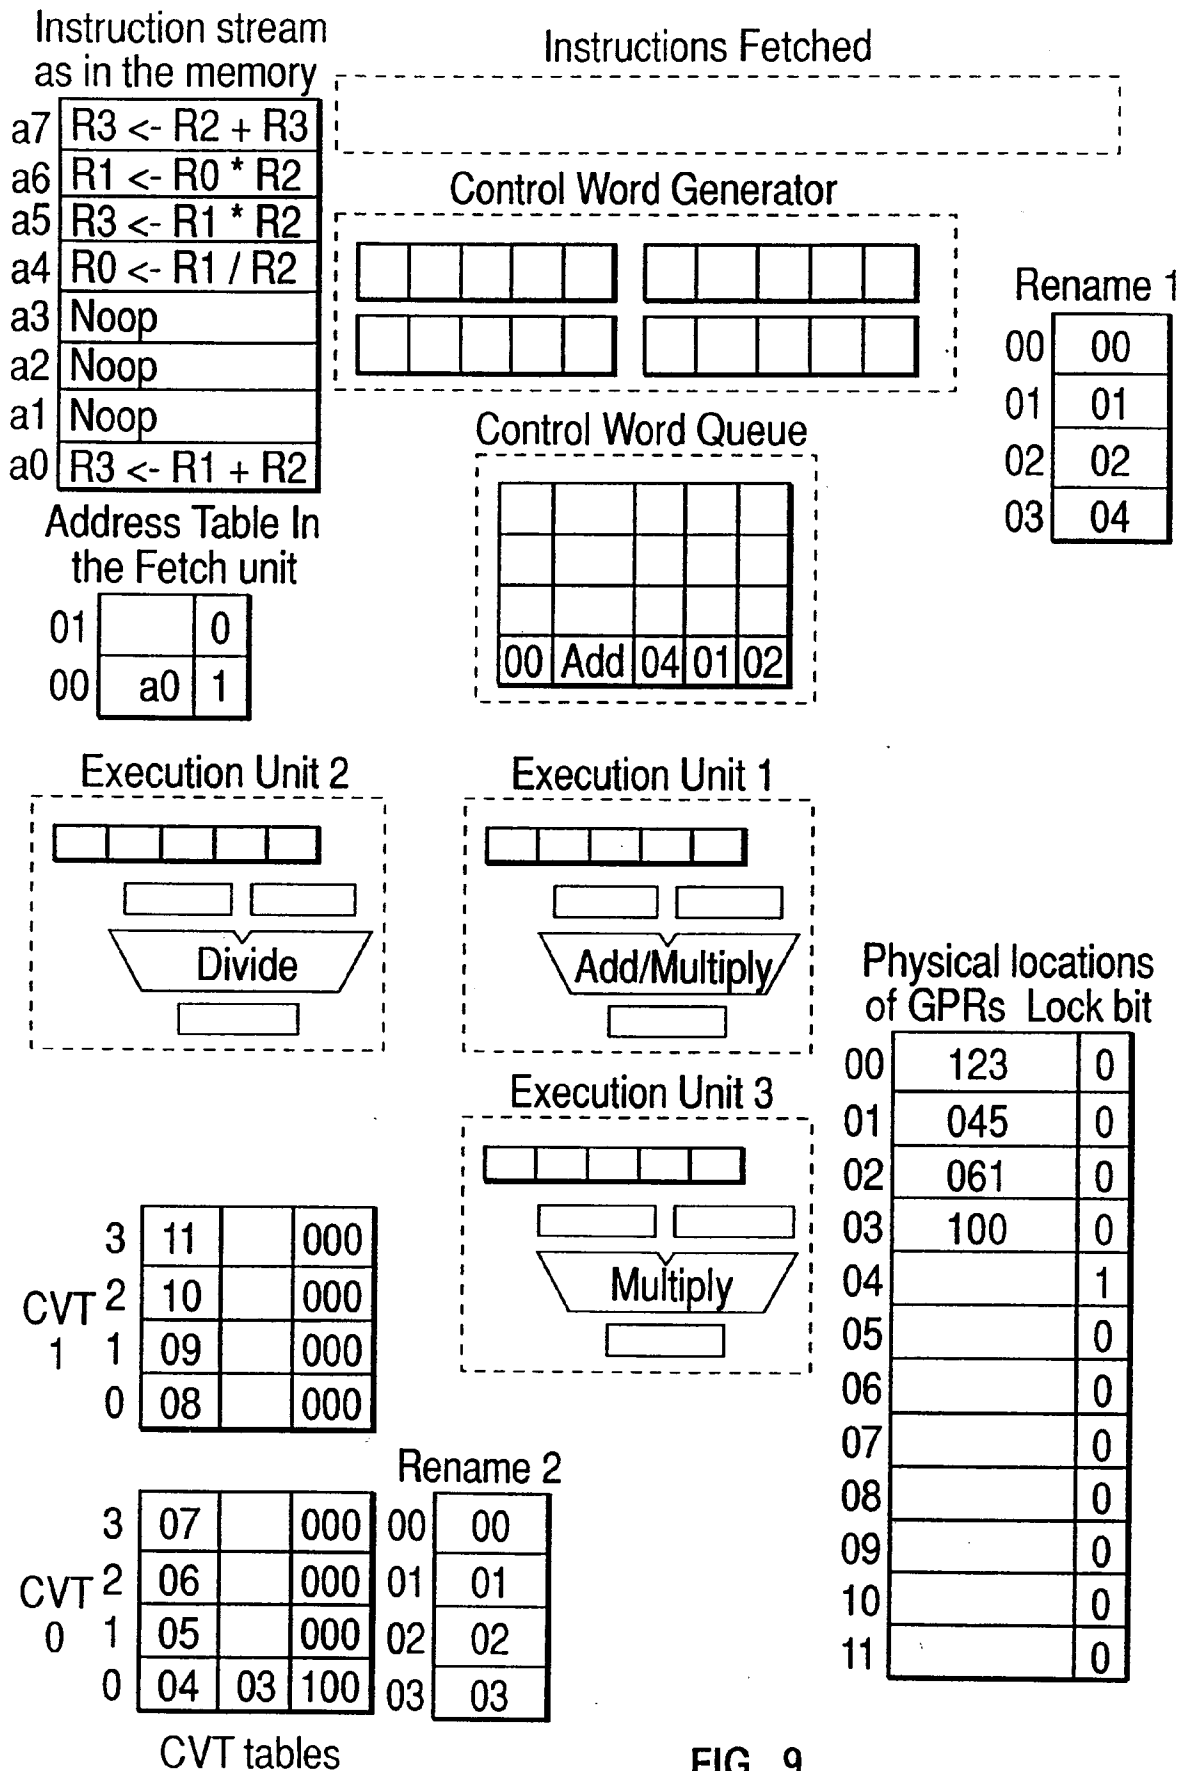 Instruction stream
as in the memory
a7 R3 <- R2 + R3
a6 R1 <- R0 * R2
a5 R3 <- R1 * R2
a4 R0 <- R1 / R2
a3 Noop
a2 Noop
a1 Noop
a0 R3 <- R1 + R2
Instructions Fetched
Control Word Generator
Control Word Queue
00 Add 04 01 02
Rename 1
00 00
01 01
02 02
03 04
Address Table In
the Fetch unit
01 0
00 a0 1
Execution Unit 2
Divide
Execution Unit 1
Add/Multiply
Execution Unit 3
Multiply
Physical locations
of GPRs Lock bit
00 123 0
01 045 0
02 061 0
03 100 0
04 1
05 0
06 0
07 0
08 0
09 0
10 0
11 0
CVT
1
3 11 000
2 10 000
1 09 000
0 08 000
CVT
0
3 07 000
2 06 000
1 05 000
0 04 03 100
CVT tables
Rename 2
00 00
01 01
02 02
03 03
FIG. 9